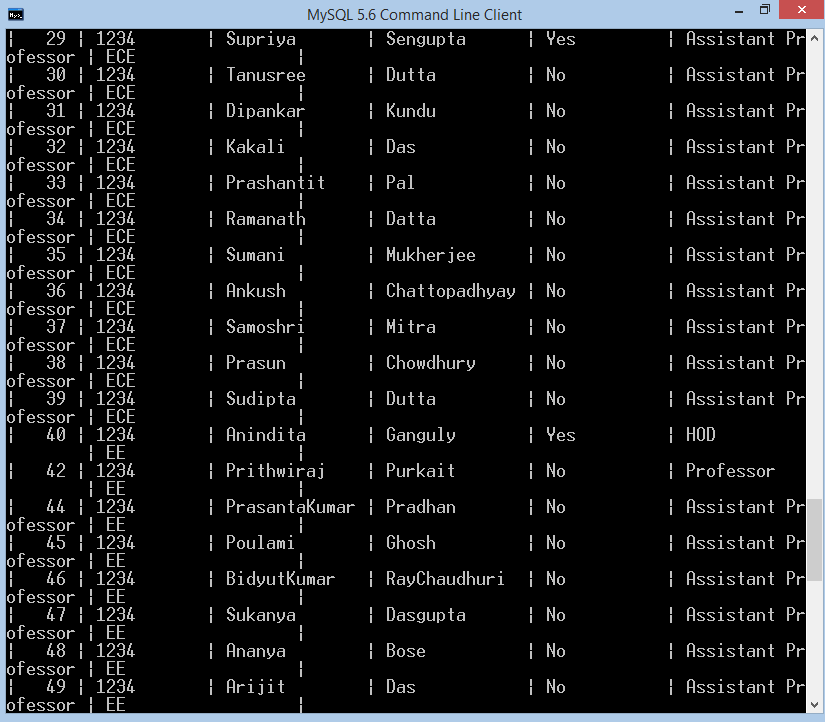 MySQL 5.6 Command Line Client
|   29 | 1234       | Supriya       | Sengupta      | Yes         | Assistant Pr
ofessor | ECE                |
|   30 | 1234       | Tanusree      | Dutta         | No          | Assistant Pr
ofessor | ECE                |
|   31 | 1234       | Dipankar      | Kundu         | No          | Assistant Pr
ofessor | ECE                |
|   32 | 1234       | Kakali        | Das           | No          | Assistant Pr
ofessor | ECE                |
|   33 | 1234       | Prashantit    | Pal           | No          | Assistant Pr
ofessor | ECE                |
|   34 | 1234       | Ramanath      | Datta         | No          | Assistant Pr
ofessor | ECE                |
|   35 | 1234       | Sumani        | Mukherjee     | No          | Assistant Pr
ofessor | ECE                |
|   36 | 1234       | Ankush        | Chattopadhyay | No          | Assistant Pr
ofessor | ECE                |
|   37 | 1234       | Samoshri      | Mitra         | No          | Assistant Pr
ofessor | ECE                |
|   38 | 1234       | Prasun        | Chowdhury     | No          | Assistant Pr
ofessor | ECE                |
|   39 | 1234       | Sudipta       | Dutta         | No          | Assistant Pr
ofessor | ECE                |
|   40 | 1234       | Anindita      | Ganguly       | Yes         | HOD
        | EE                 |
|   42 | 1234       | Prithwiraj    | Purkait       | No          | Professor
        | EE                 |
|   44 | 1234       | PrasantaKumar | Pradhan       | No          | Assistant Pr
ofessor | EE                 |
|   45 | 1234       | Poulami       | Ghosh         | No          | Assistant Pr
ofessor | EE                 |
|   46 | 1234       | BidyutKumar   | RayChaudhuri  | No          | Assistant Pr
ofessor | EE                 |
|   47 | 1234       | Sukanya       | Dasgupta      | No          | Assistant Pr
ofessor | EE                 |
|   48 | 1234       | Ananya        | Bose          | No          | Assistant Pr
ofessor | EE                 |
|   49 | 1234       | Arijit        | Das           | No          | Assistant Pr
ofessor | EE                 |